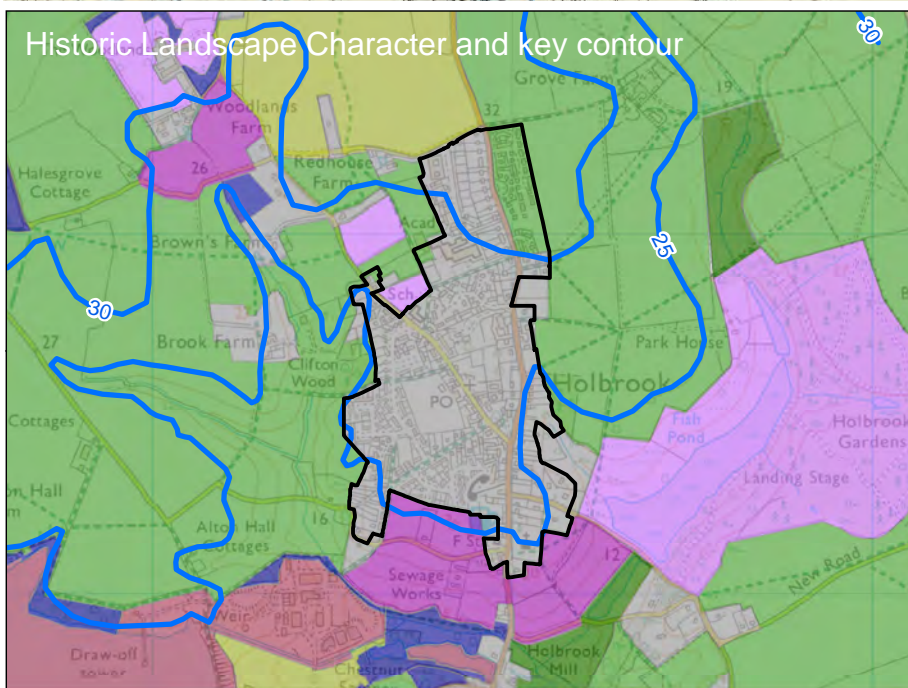 Historic Landscape Character and key contour
30
Grove Farm
19
Woodlands
Farm
32
26
Redhouse
Farm
Halesgrove
Cottage
Acad
Brown's Farm
25
Sch
30
27
Brook Farm
Park House
Clifton
Wood
Holbrook
PO
Fish
Pond
Cottages
Holbrook
Gardens
Landing Stage
on Hall
m
16
Alton Hall
Cottages
F S
12
Sewage
Works
New Road
Weir
Draw-off
tower
Chestnut
Holbrook
Mill